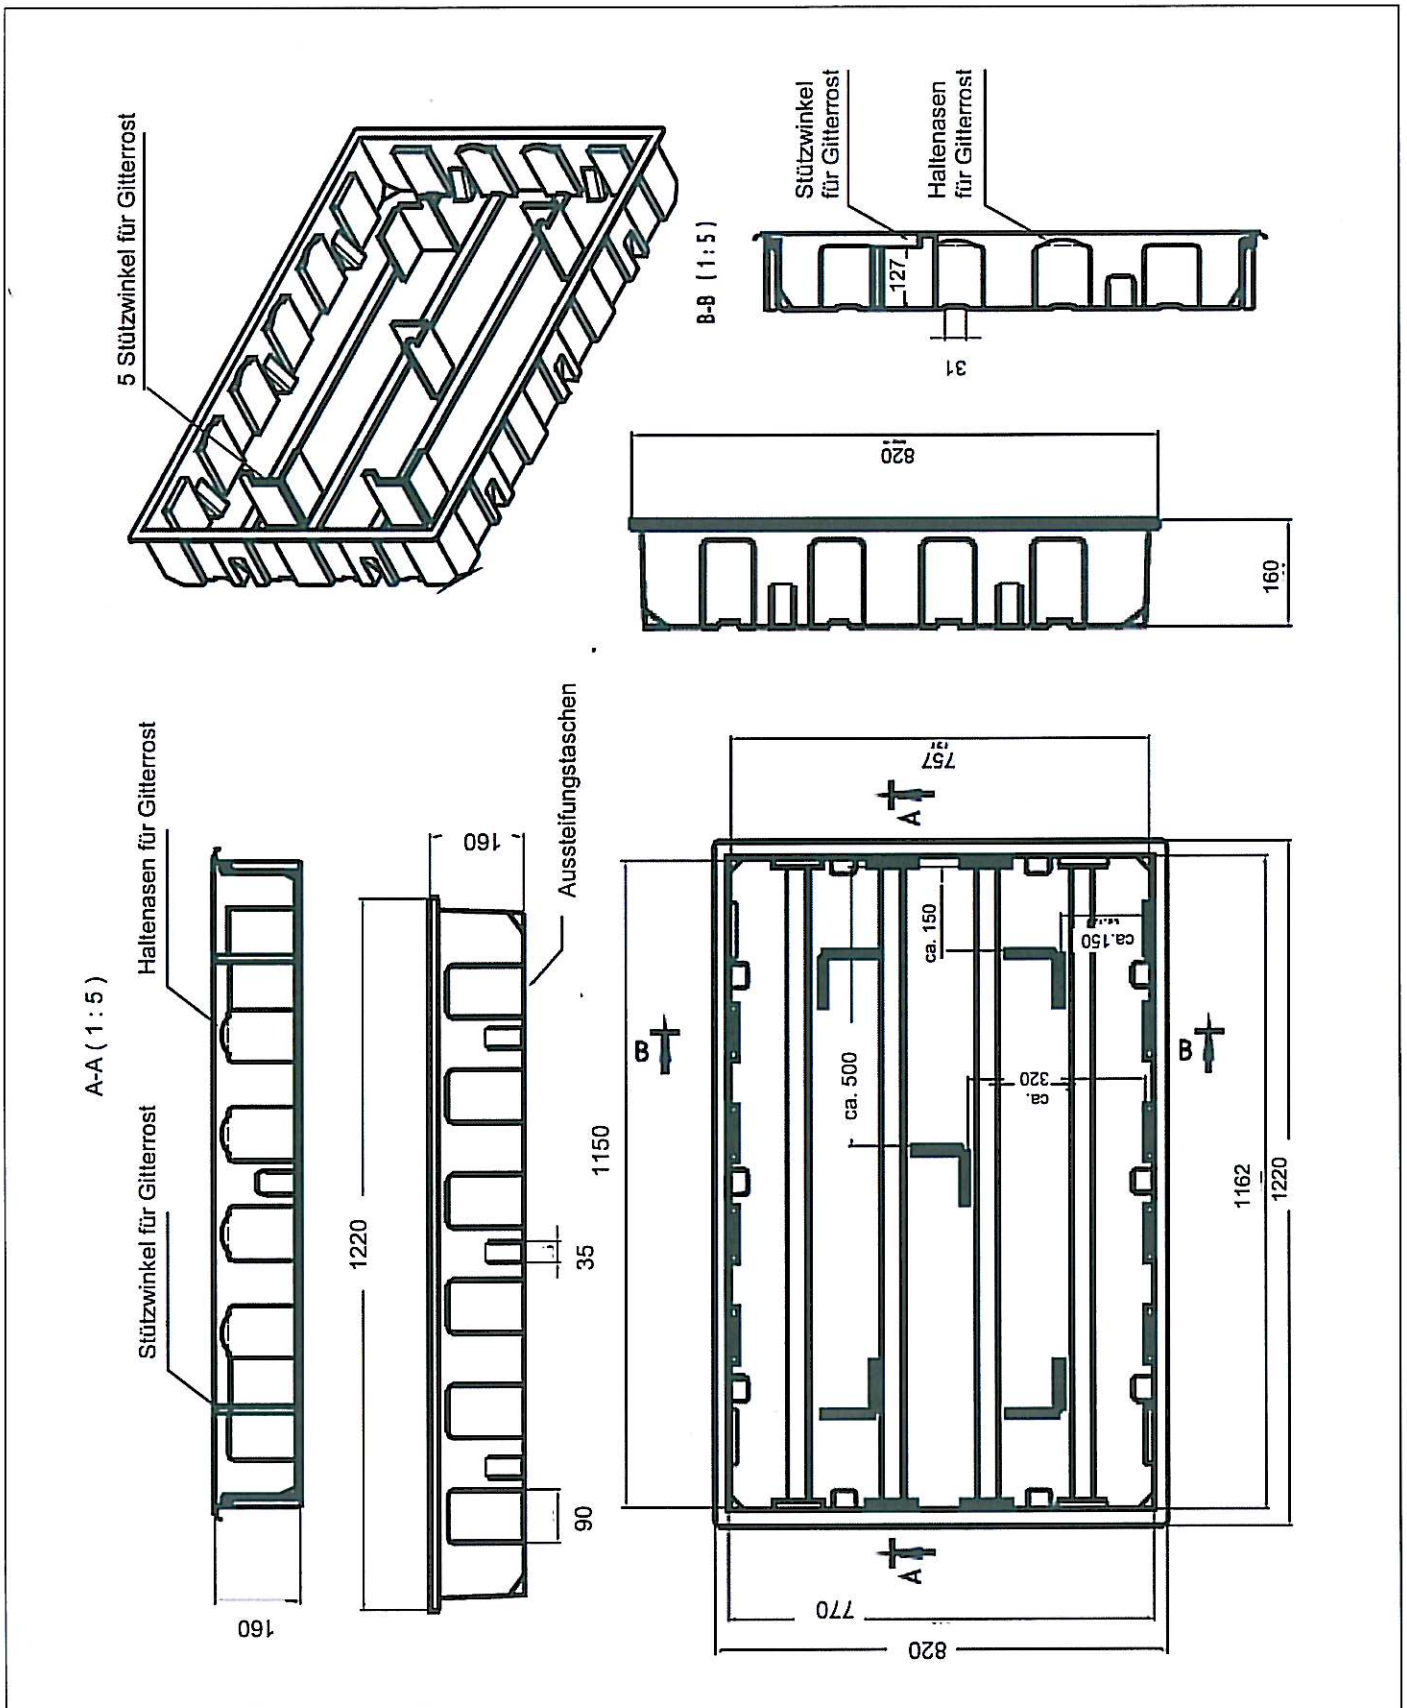 A-A ( 1 : 5 )
Stützwinkel für Gitterrost
Haltenasen für Gitterrost
160
1220
160
90
35
Aussteifungstaschen
5 Stützwinkel für Gitterrost
B-B ( 1 : 5 )
Stützwinkel
für Gitterrost
Haltenasen
für Gitterrost
127
31
820
160
1150
B
B
A
A
757
ca. 150
ca.150
ca. 500
ca.
320
1162
1220
770
820